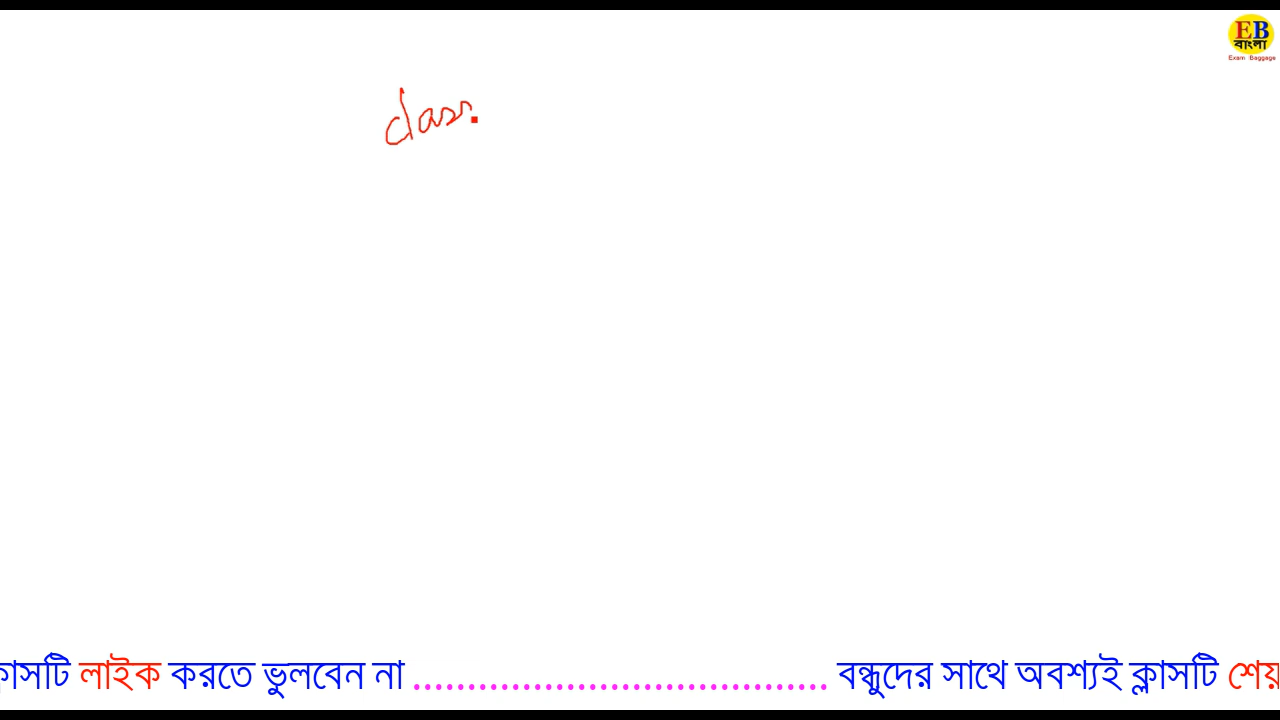 EB
বাংলা
Exam Baggage
class
লাসটি লাইক করতে ভুলবেন না ...................................... বন্ধুদের সাথে অবশ্যই ক্লাসটি শেয়